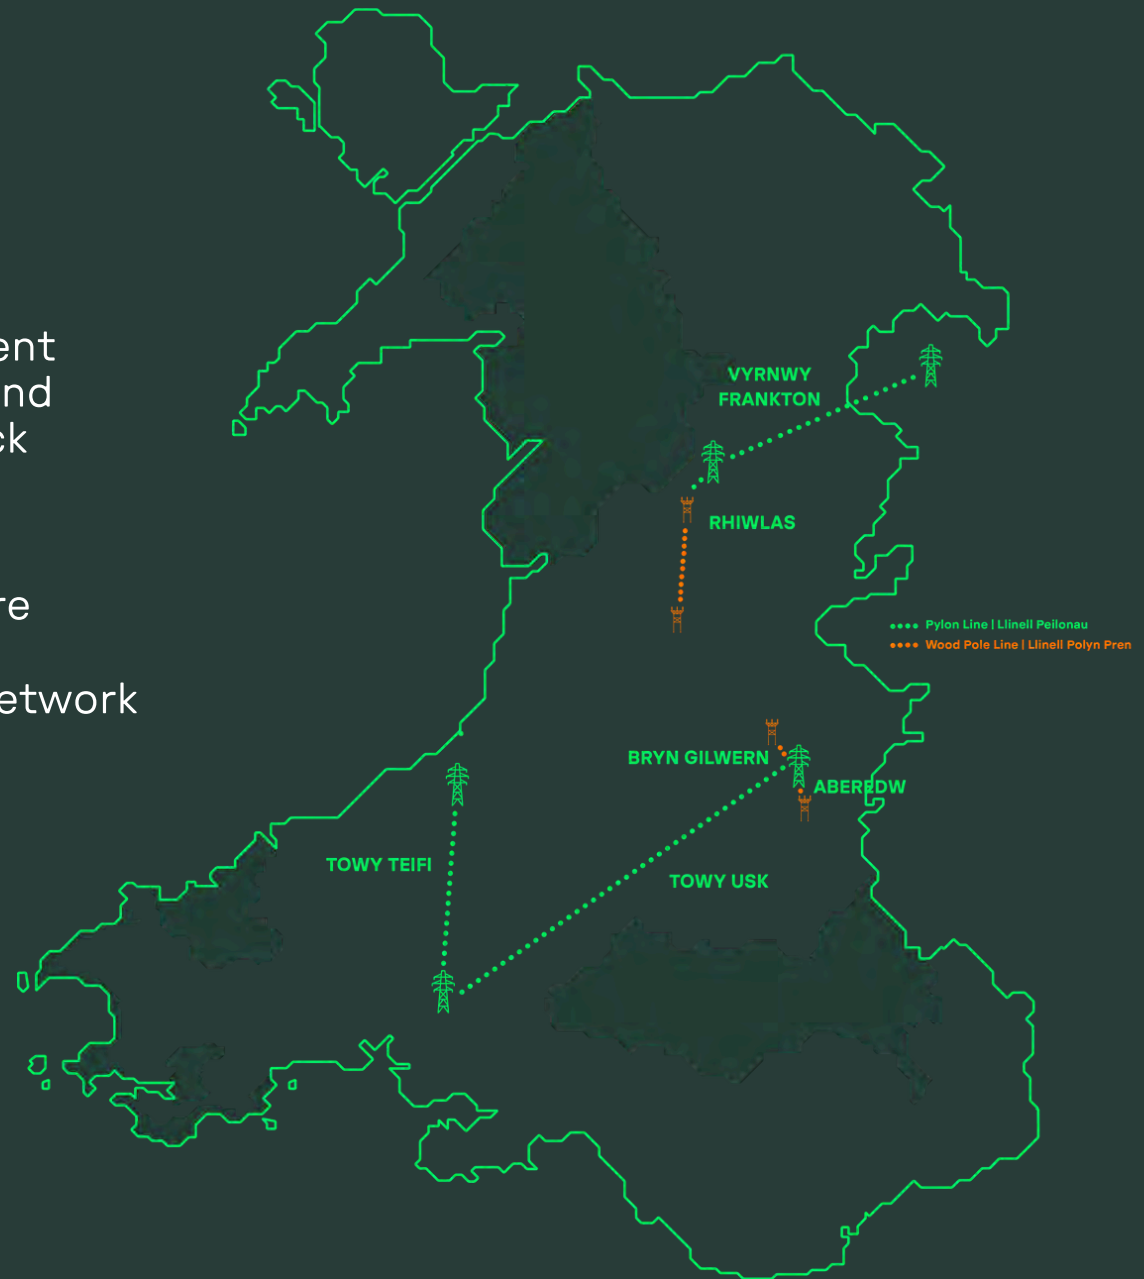 ent
nd
ck
re
etwork
VYRNWY
FRANKTON
RHIWLAS
Pylon Line | Llinell Peilonau
Wood Pole Line | Llinell Polyn Pren
BRYN GILWERN
ABEREDW
TOWY TEIFI
TOWY USK